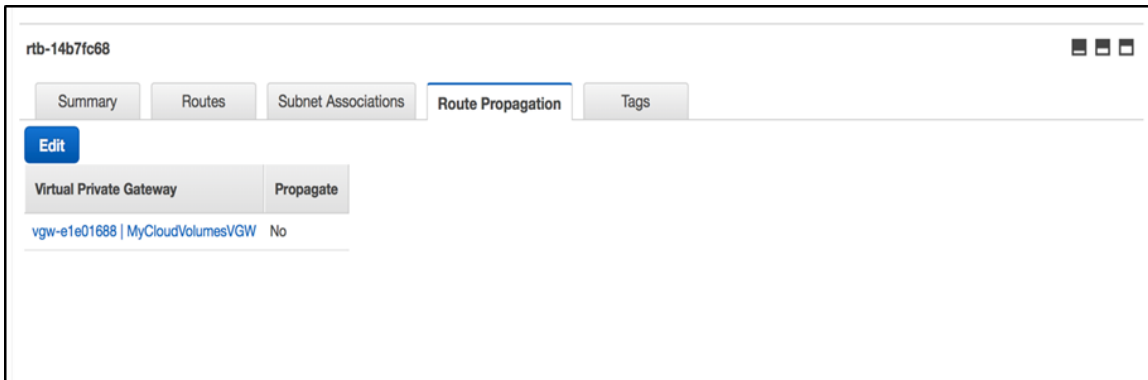 rtb-14b7fc68
Summary Routes Subnet Associations Route Propagation Tags
Edit
Virtual Private Gateway Propagate
vgw-e1e01688 | MyCloudVolumesVGW No